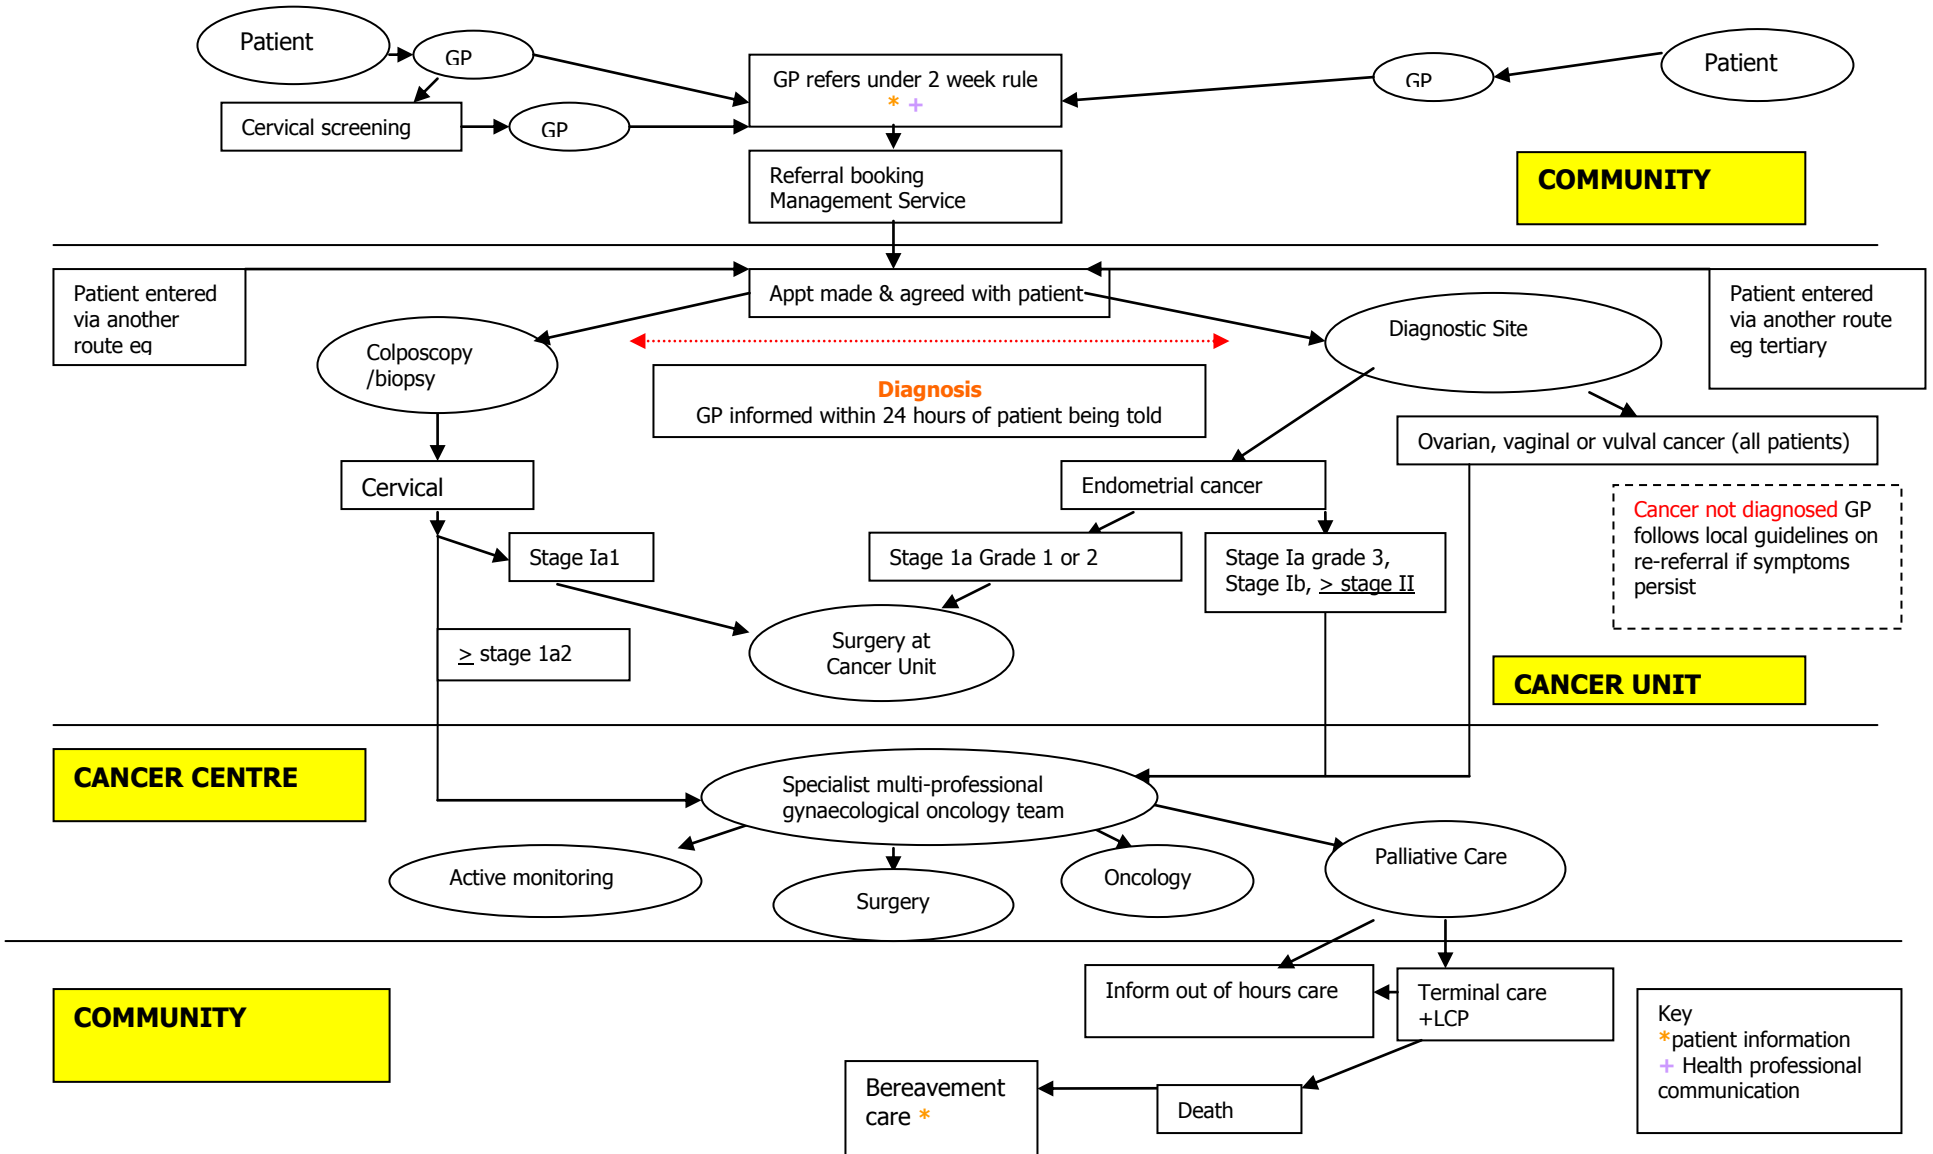 Patient
GP
GP refers under 2 week rule
* +
GP
Patient
Cervical screening
GP
Referral booking
Management Service
COMMUNITY
Patient entered
via another
route eg
Appt made & agreed with patient
Patient entered
via another route
eg tertiary
Colposcopy
/biopsy
Diagnostic Site
Diagnosis
GP informed within 24 hours of patient being told
Ovarian, vaginal or vulval cancer (all patients)
Cervical
Endometrial cancer
Cancer not diagnosed GP
follows local guidelines on
re-referral if symptoms
persist
Stage Ia1
Stage 1a Grade 1 or 2
Stage Ia grade 3,
Stage Ib, > stage II
> stage 1a2
Surgery at
Cancer Unit
CANCER UNIT
CANCER CENTRE
Specialist multi-professional
gynaecological oncology team
Active monitoring
Surgery
Oncology
Palliative Care
COMMUNITY
Inform out of hours care
Terminal care
+LCP
Key
*patient information
+ Health professional
communication
Bereavement
care *
Death